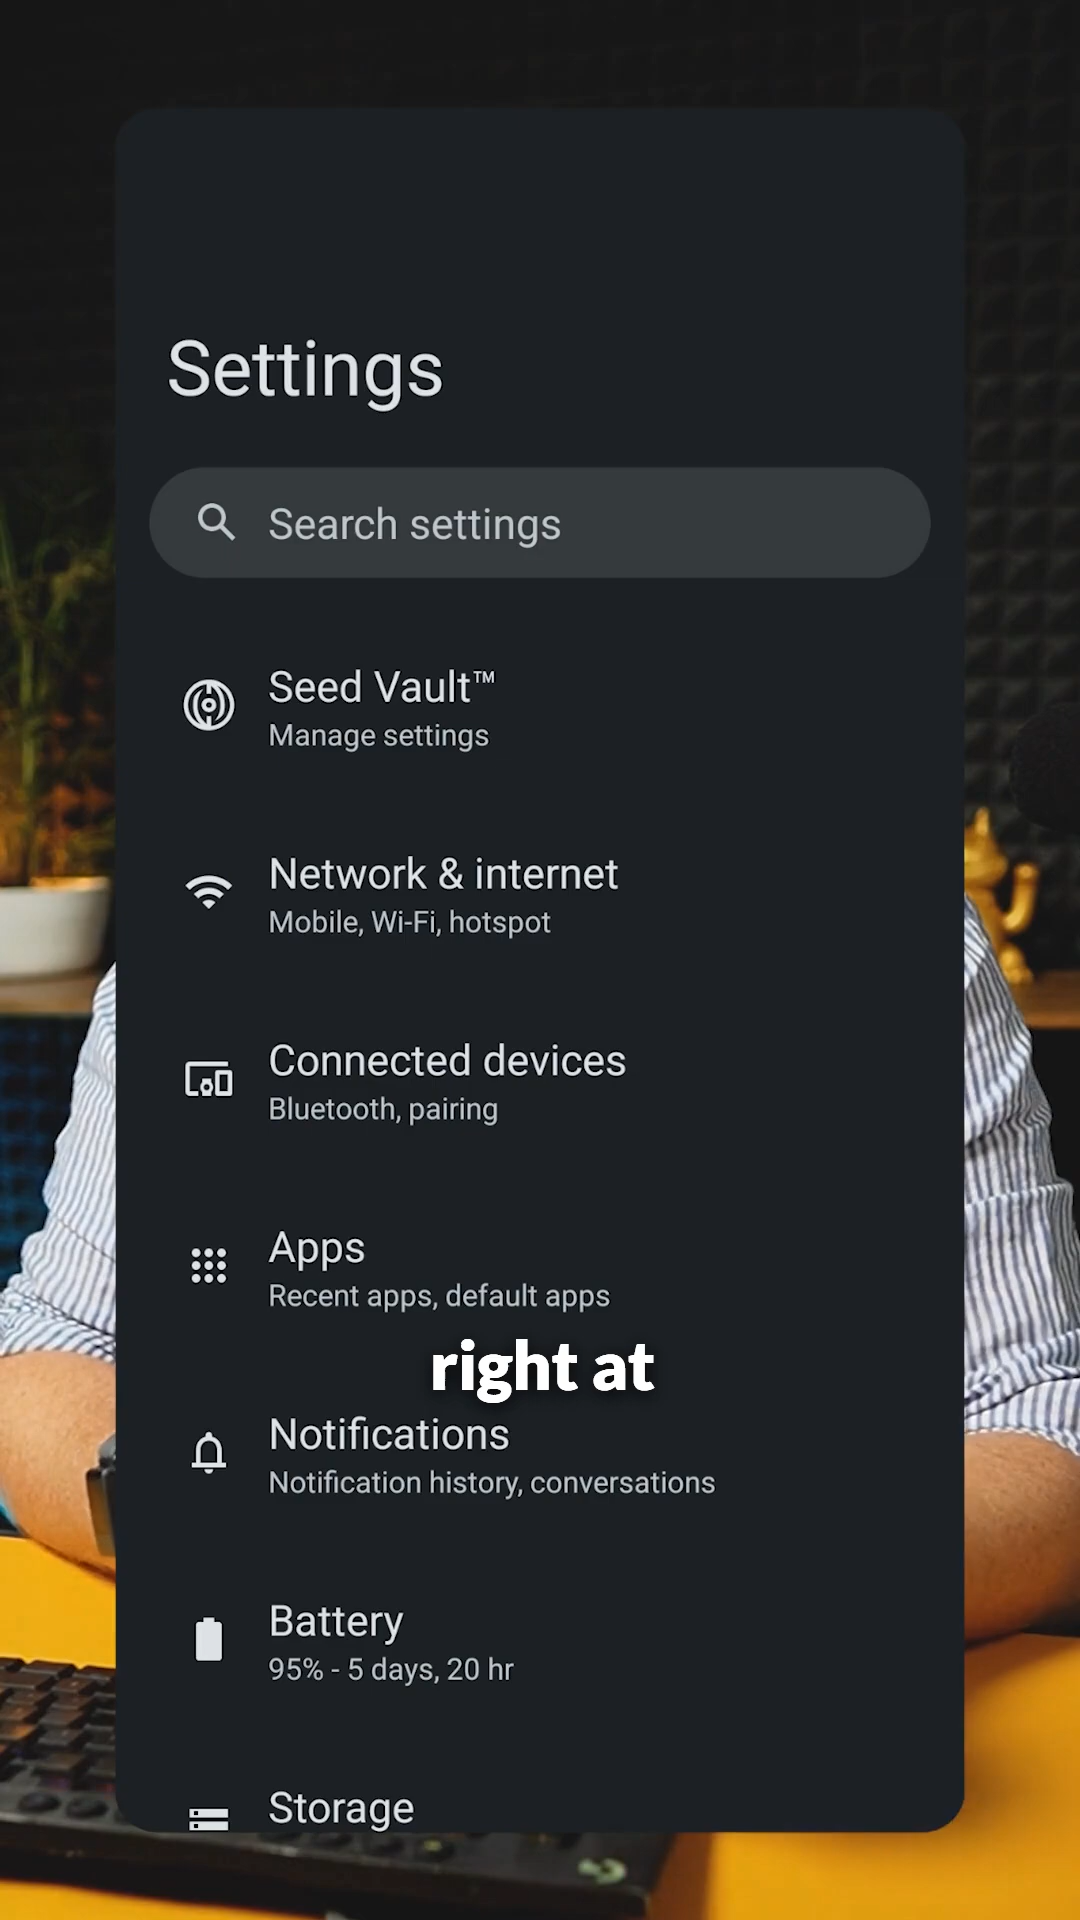 Settings
Search settings
Seed Vault™
Manage settings
Network & internet
Mobile, Wi-Fi, hotspot
Connected devices
Bluetooth, pairing
Apps
Recent apps, default apps
right at
Notifications
Notification history, conversations
Battery
95% - 5 days, 20 hr
Storage